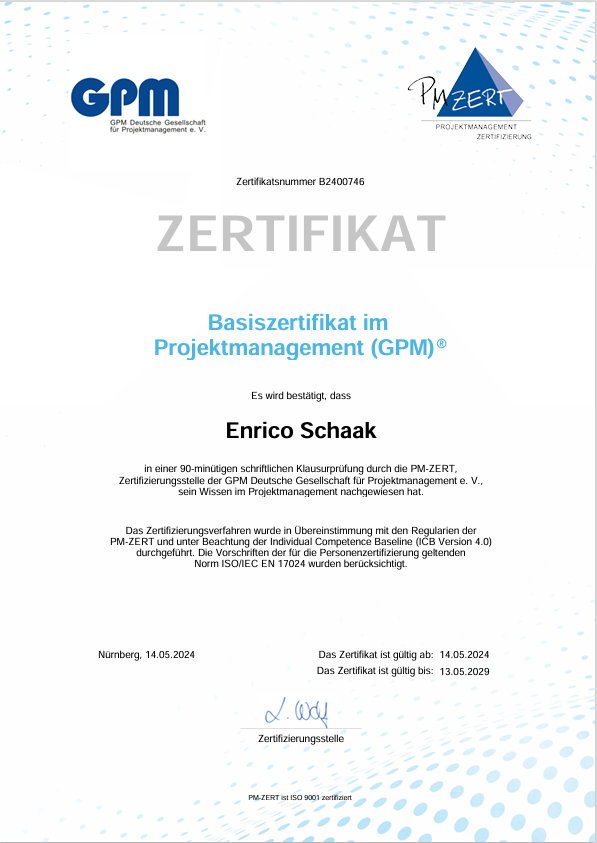 GPM
GPM Deutsche Gesellschaft
für Projektmanagement e. V.
PM ZERT
PROJEKTMANAGEMENT
ZERTIFIZIERUNG
Zertifikatsnummer B2400746
ZERTIFIKAT
Basiszertifikat im
Projektmanagement (GPM)®
Es wird bestätigt, dass
Enrico Schaak
in einer 90-minütigen schriftlichen Klausurprüfung durch die PM-ZERT,
Zertifizierungsstelle der GPM Deutsche Gesellschaft für Projektmanagement e. V.,
sein Wissen im Projektmanagement nachgewiesen hat.
Das Zertifizierungsverfahren wurde in Übereinstimmung mit den Regularien der
PM-ZERT und unter Beachtung der Individual Competence Baseline (ICB Version 4.0)
durchgeführt. Die Vorschriften der für die Personenzertifizierung geltenden
Norm ISO/IEC EN 17024 wurden berücksichtigt.
Nürnberg, 14.05.2024
Das Zertifikat ist gültig ab: 14.05.2024
Das Zertifikat ist gültig bis: 13.05.2029
Zertifizierungsstelle
PM-ZERT ist ISO 9001 zertifiziert